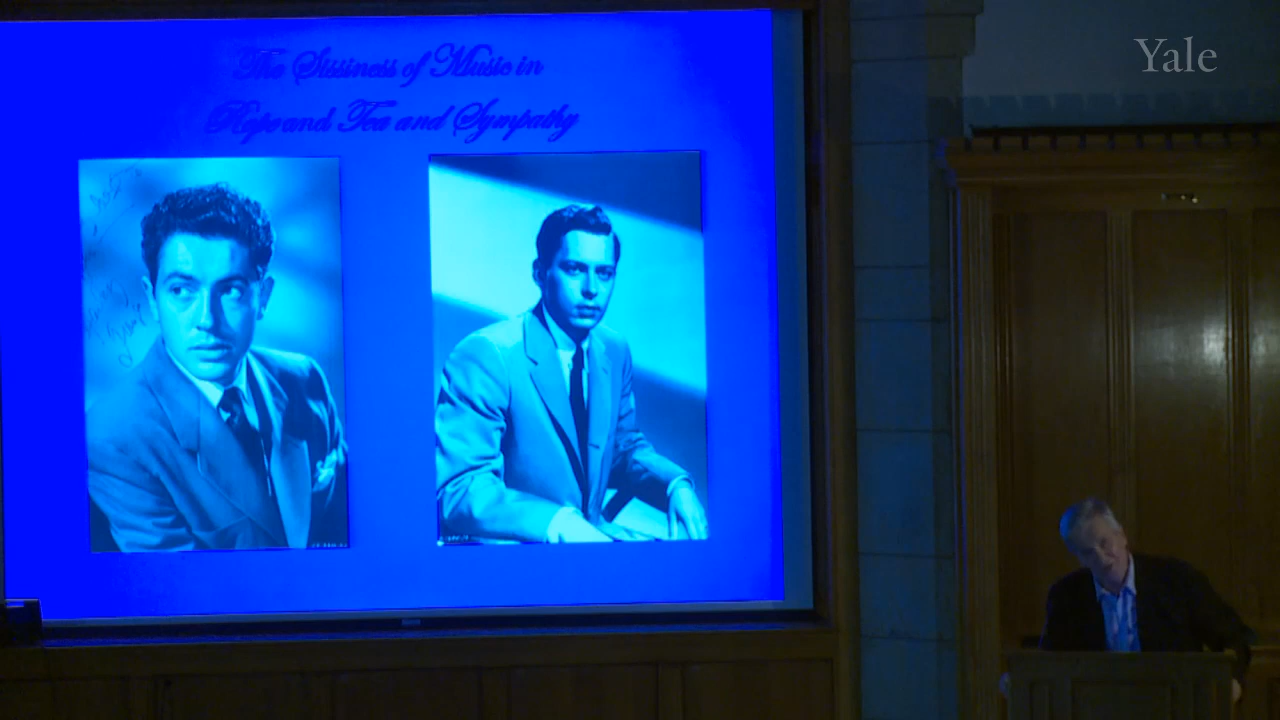 The Sissiness of Music in
Rope and Tea and Sympathy
Yale